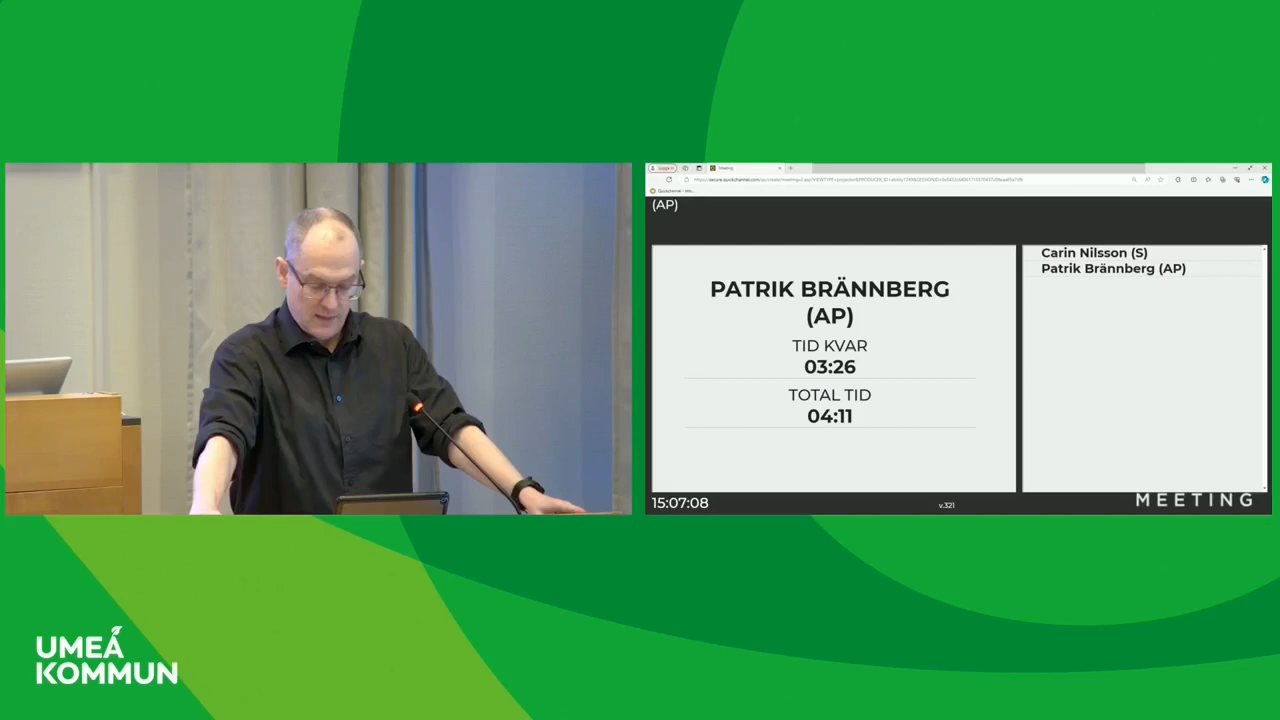 Meeting
(AP)
PATRIK BRÄNNBERG
(AP)
TID KVAR
03:26
TOTAL TID
04:11
Carin Nilsson (S)
Patrik Brännberg (AP)
15:07:08
v.321
MEETING
UMEÅ
KOMMUN